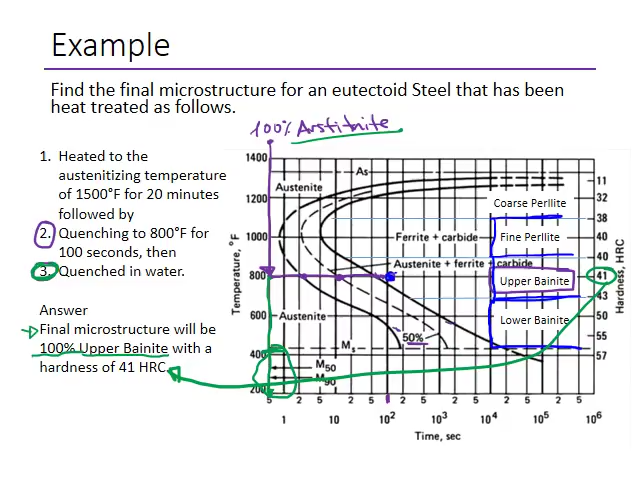 Example
Find the final microstructure for an eutectoid Steel that has been
heat treated as follows.
100% Arstitnite
1. Heated to the
austenitizing temperature
of 1500°F for 20 minutes
followed by
2. Quenching to 800°F for
100 seconds, then
3. Quenched in water.
Answer
Final microstructure will be
100% Upper Bainite with a
hardness of 41 HRC.
Temperature, °F
1400
1200
1000
800
600
400
200
As
Austenite
Coarse Perllite
Ferrite + carbide
Fine Perllite
Austenite + ferrite + carbide
Upper Bainite
Austenite
Lower Bainite
50%
Ms
M50
M90
11
32
38
40
40
41
43
50
55
57
Hardness, HRC
5 2 5 2 5 2 5 2 5 2 5 2 5
1 10 10² 10³ 10⁴ 10⁵ 10⁶
Time, sec